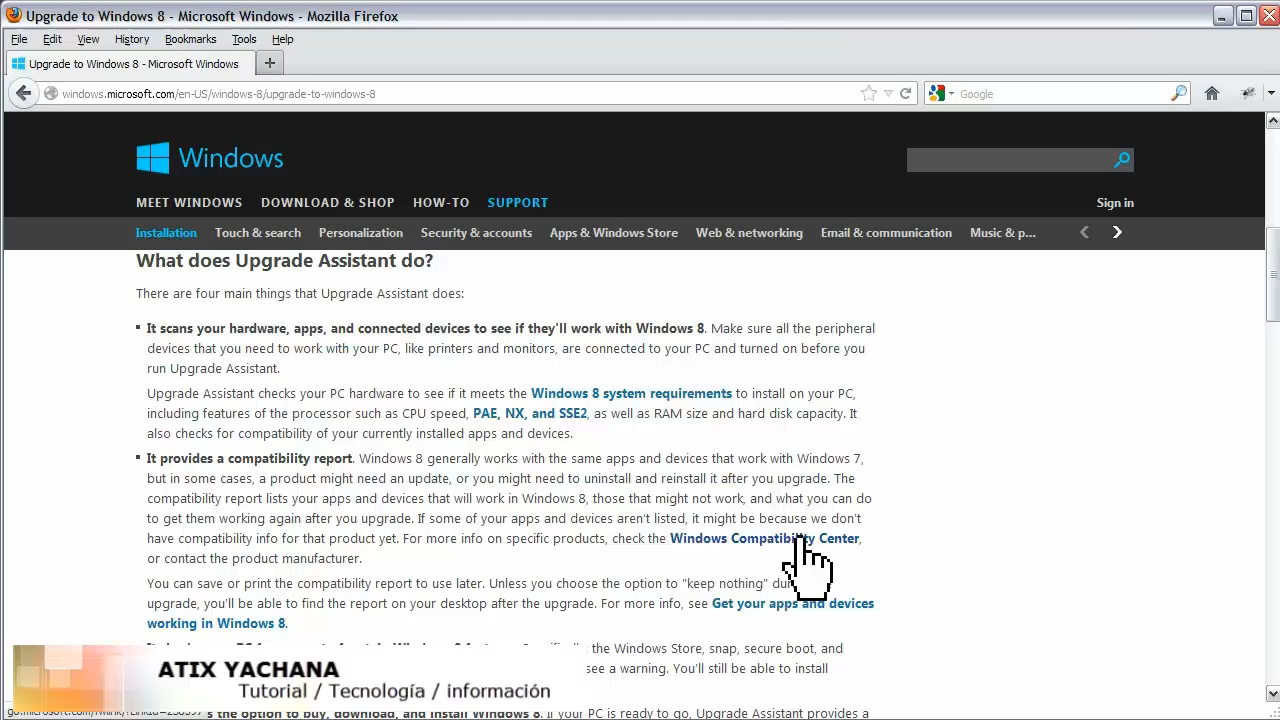 Upgrade to Windows 8 - Microsoft Windows - Mozilla Firefox
File Edit View History Bookmarks Tools Help
Upgrade to Windows 8 - Microsoft Windows
windows.microsoft.com/en-US/windows-8/upgrade-to-windows-8
Google
Windows
MEET WINDOWS DOWNLOAD & SHOP HOW-TO SUPPORT Sign in
Installation Touch & search Personalization Security & accounts Apps & Windows Store Web & networking Email & communication Music & p...
What does Upgrade Assistant do?
There are four main things that Upgrade Assistant does:
It scans your hardware, apps, and connected devices to see if they'll work with Windows 8. Make sure all the peripheral
devices that you need to work with your PC, like printers and monitors, are connected to your PC and turned on before you
run Upgrade Assistant.
Upgrade Assistant checks your PC hardware to see if it meets the Windows 8 system requirements to install on your PC,
including features of the processor such as CPU speed, PAE, NX, and SSE2, as well as RAM size and hard disk capacity. It
also checks for compatibility of your currently installed apps and devices.
It provides a compatibility report. Windows 8 generally works with the same apps and devices that work with Windows 7,
but in some cases, a product might need an update, or you might need to uninstall and reinstall it after you upgrade. The
compatibility report lists your apps and devices that will work in Windows 8, those that might not work, and what you can do
to get them working again after you upgrade. If some of your apps and devices aren't listed, it might be because we don't
have compatibility info for that product yet. For more info on specific products, check the Windows Compatibility Center,
or contact the product manufacturer.
You can save or print the compatibility report to use later. Unless you choose the option to "keep nothing"
upgrade, you'll be able to find the report on your desktop after the upgrade. For more info, see Get your apps and devices
working in Windows 8.
the Windows Store, snap, secure boot, and
see a warning. You'll still be able to install
ATIX YACHANA
Tutorial / Tecnología / información
the option to buy, download, and install Windows 8. If your PC is ready to go, Upgrade Assistant provides a